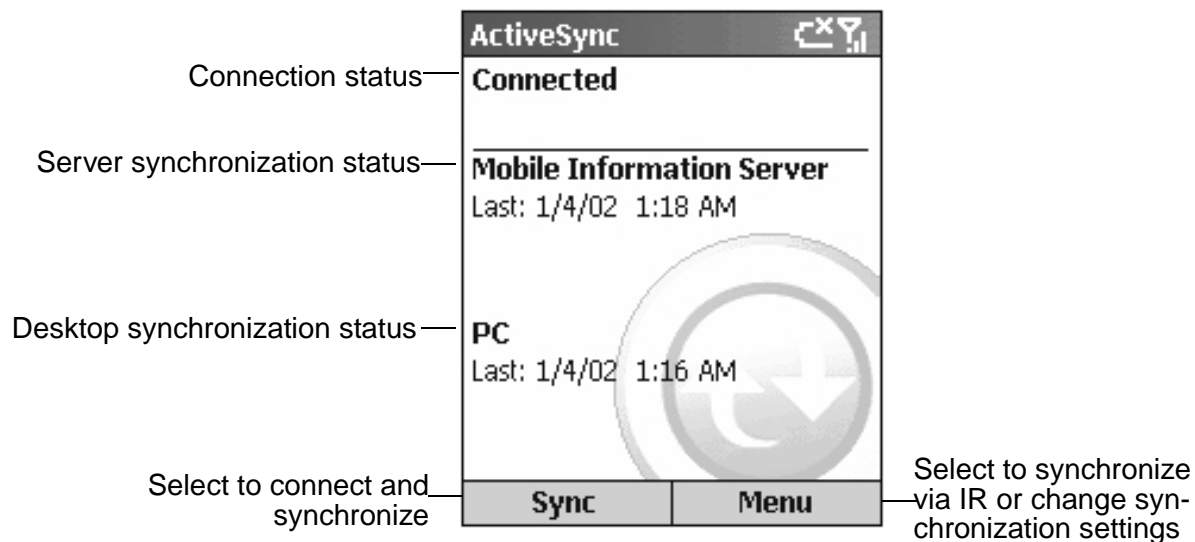 ActiveSync
Connection status
Connected
Server synchronization status
Mobile Information Server
Last: 1/4/02 1:18 AM
Desktop synchronization status
PC
Last: 1/4/02 1:16 AM
Select to connect and
synchronize
Sync
Menu
Select to synchronize
via IR or change syn-
chronization settings